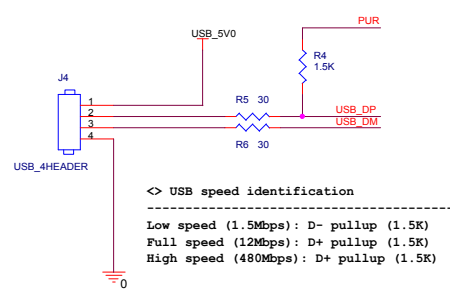 PUR
USB_5V0
R4
1.5K
J4
1
2
3
4
R5 30
USB_DP
USB_DM
R6 30
USB_4HEADER
0
<> USB speed identification
----------------------------------------
Low speed (1.5Mbps): D- pullup (1.5K)
Full speed (12Mbps): D+ pullup (1.5K)
High speed (480Mbps): D+ pullup (1.5K)